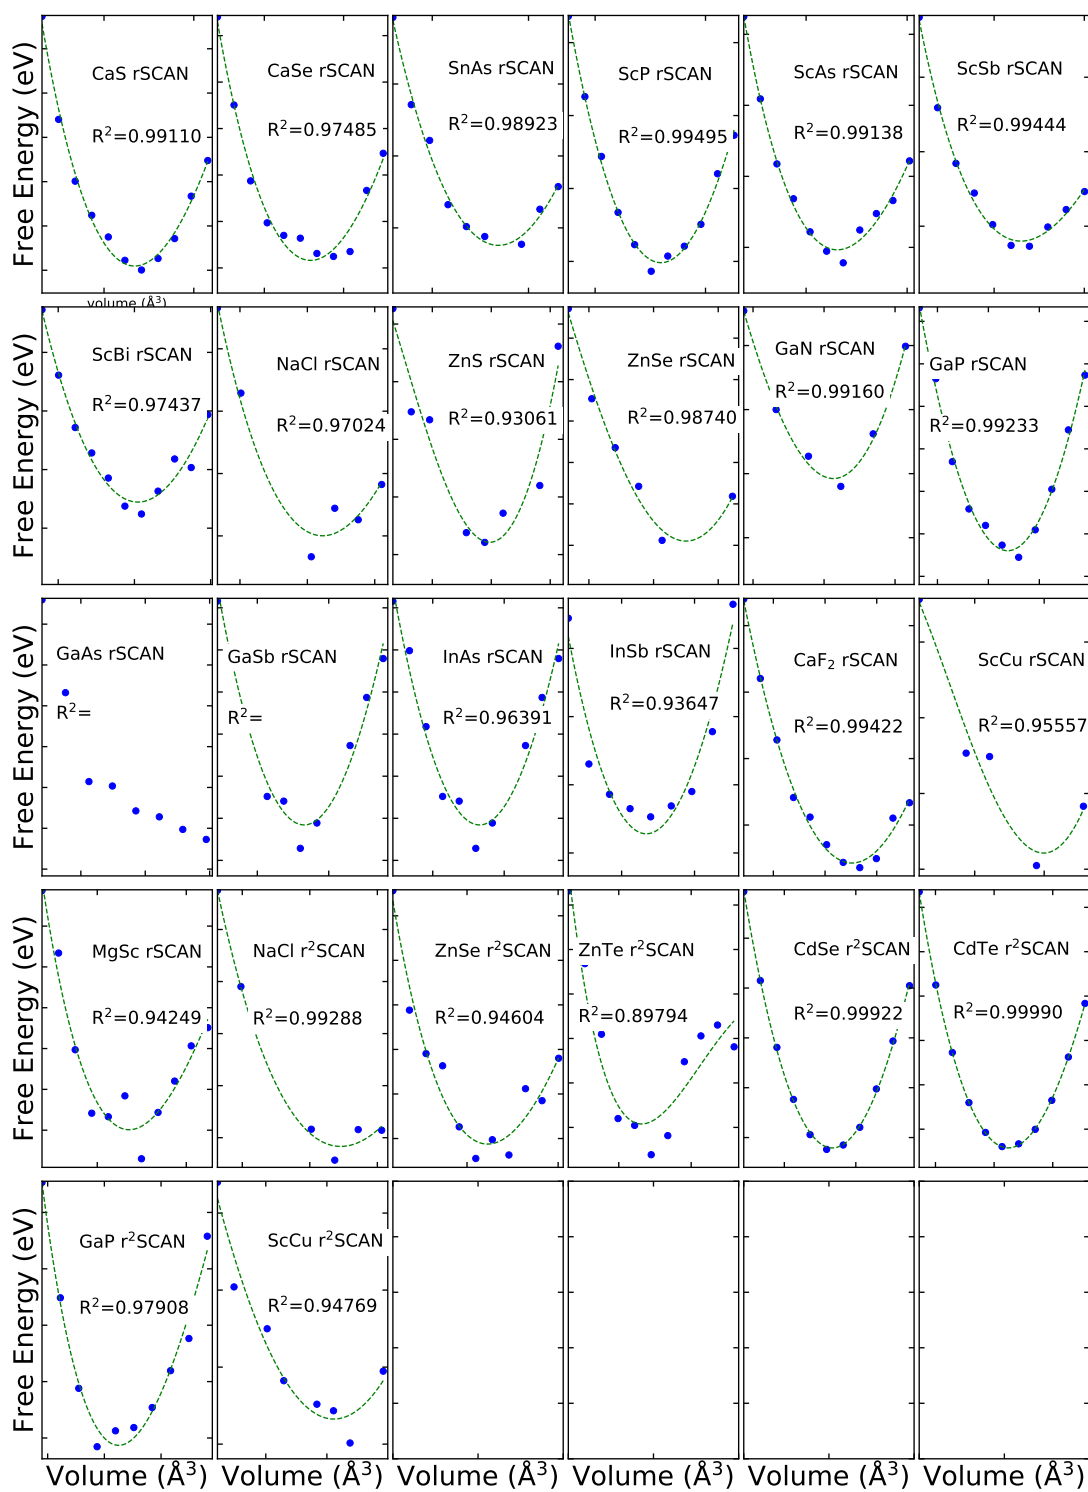 Free Energy (eV)
CaS rSCAN
R²=0.99110
CaSe rSCAN
R²=0.97485
SnAs rSCAN
R²=0.98923
ScP rSCAN
R²=0.99495
ScAs rSCAN
R²=0.99138
ScSb rSCAN
R²=0.99444
volume (Å³)
Free Energy (eV)
ScBi rSCAN
R²=0.97437
NaCl rSCAN
R²=0.97024
ZnS rSCAN
R²=0.93061
ZnSe rSCAN
R²=0.98740
GaN rSCAN
R²=0.99160
GaP rSCAN
R²=0.99233
Free Energy (eV)
GaAs rSCAN
R²=
GaSb rSCAN
R²=
InAs rSCAN
R²=0.96391
InSb rSCAN
R²=0.93647
CaF₂ rSCAN
R²=0.99422
ScCu rSCAN
R²=0.95557
Free Energy (eV)
MgSc rSCAN
R²=0.94249
NaCl r²SCAN
R²=0.99288
ZnSe r²SCAN
R²=0.94604
ZnTe r²SCAN
R²=0.89794
CdSe r²SCAN
R²=0.99922
CdTe r²SCAN
R²=0.99990
Free Energy (eV)
GaP r²SCAN
R²=0.97908
ScCu r²SCAN
R²=0.94769
Volume (Å³)
Volume (Å³)
Volume (Å³)
Volume (Å³)
Volume (Å³)
Volume (Å³)